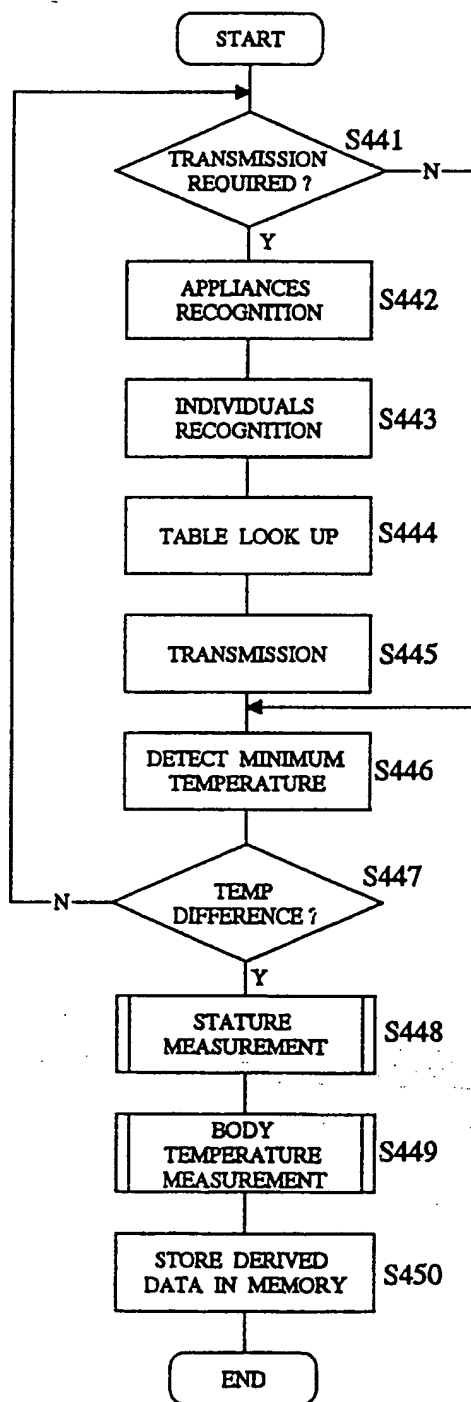 START
S441
TRANSMISSION
REQUIRED ?
N
Y
APPLIANCES
RECOGNITION
S442
INDIVIDUALS
RECOGNITION
S443
TABLE LOOK UP
S444
TRANSMISSION
S445
DETECT MINIMUM
TEMPERATURE
S446
S447
TEMP
DIFFERENCE ?
N
Y
STATURE
MEASUREMENT
S448
BODY
TEMPERATURE
MEASUREMENT
S449
STORE DERIVED
DATA IN MEMORY
S450
END